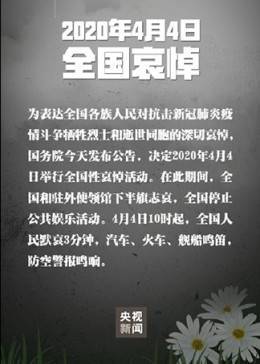 2020年4月4日
全国哀悼
为表达全国各族人民对抗击新冠肺炎疫
情斗争牺牲烈士和逝世同胞的深切哀悼，
国务院今天发布公告，决定2020年4月4
日举行全国性哀悼活动。在此期间，全
国和驻外使领馆下半旗志哀，全国停止
公共娱乐活动。4月4日10时起，全国人
民默哀3分钟，汽车、火车、舰船鸣笛，
防空警报鸣响。
央视
新闻